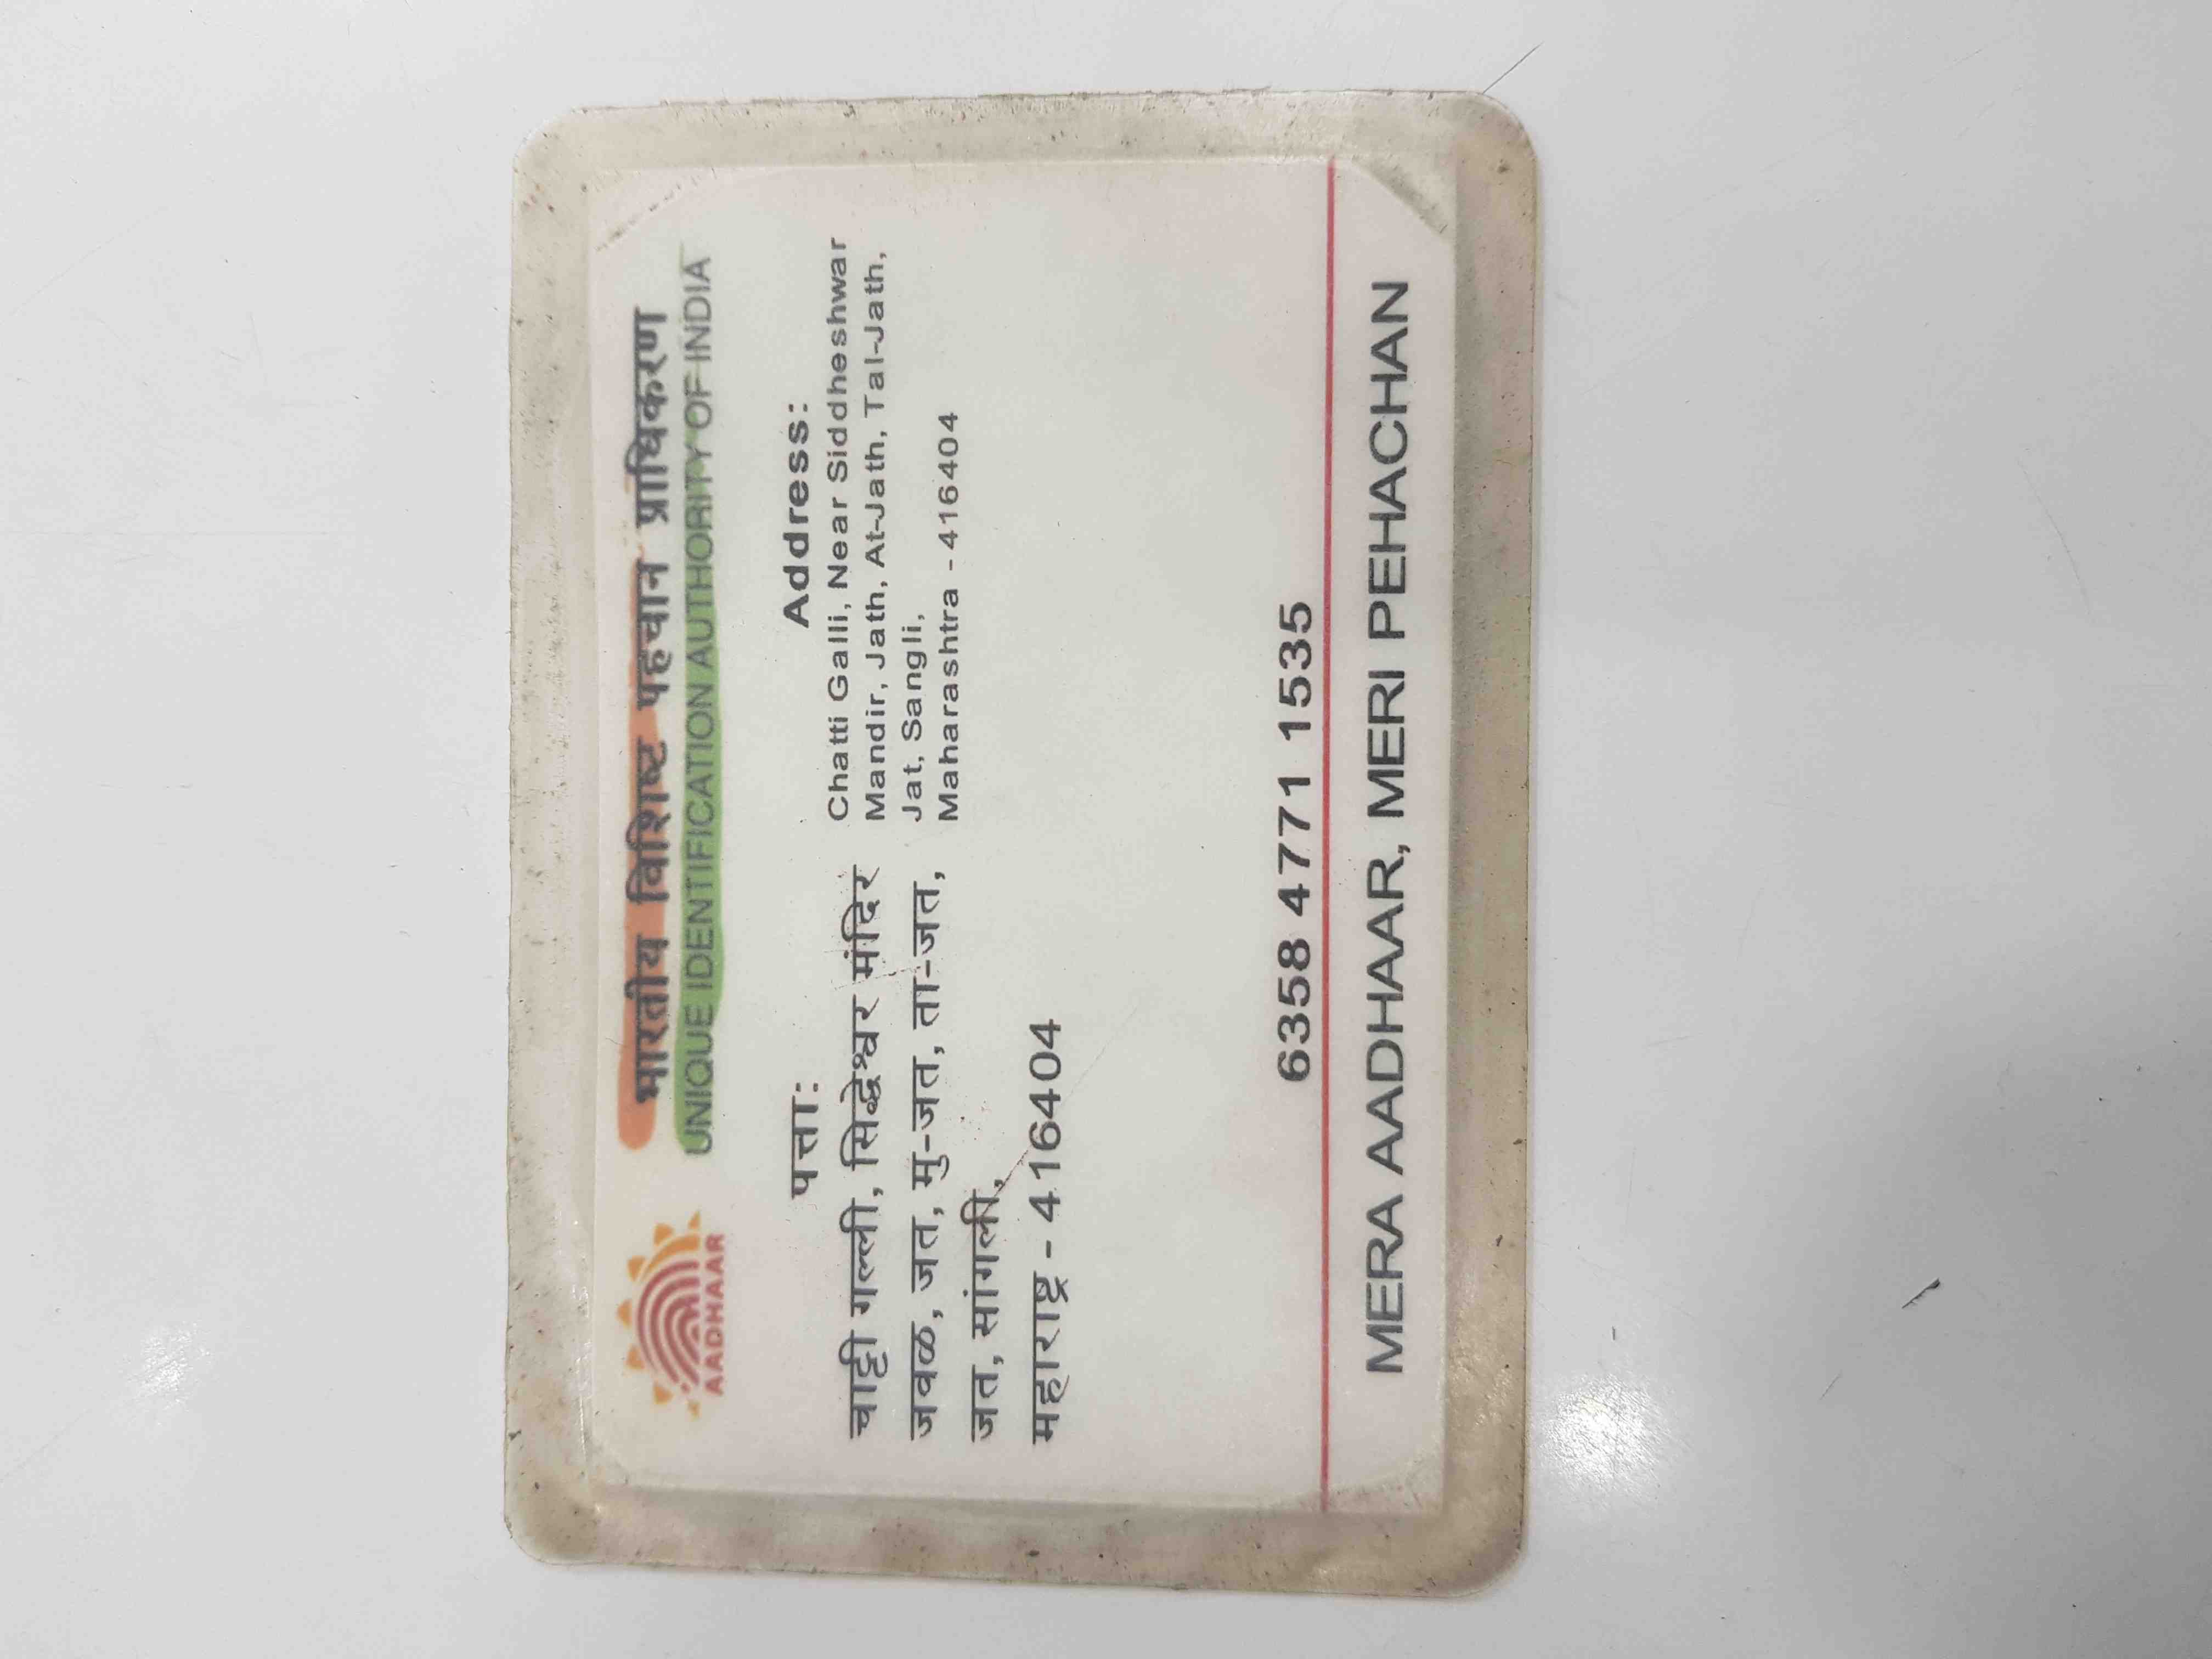 भारतीय विशिष्ट पहचान प्राधिकरण
UNIQUE IDENTIFICATION AUTHORITY OF INDIA
AADHAAR
पत्ता:
चाट्टी गल्ली, सिद्धेश्वर मंदिर
जवळ, जत, मु-जत, ता-जत,
जत, सांगली,
महाराष्ट्र - 416404
Address:
Chatti Galli, Near Siddheshwar
Mandir, Jath, At-Jath, Tal-Jath,
Jat, Sangli,
Maharashtra - 416404
6358 4771 1535
MERA AADHAAR, MERI PEHACHAN